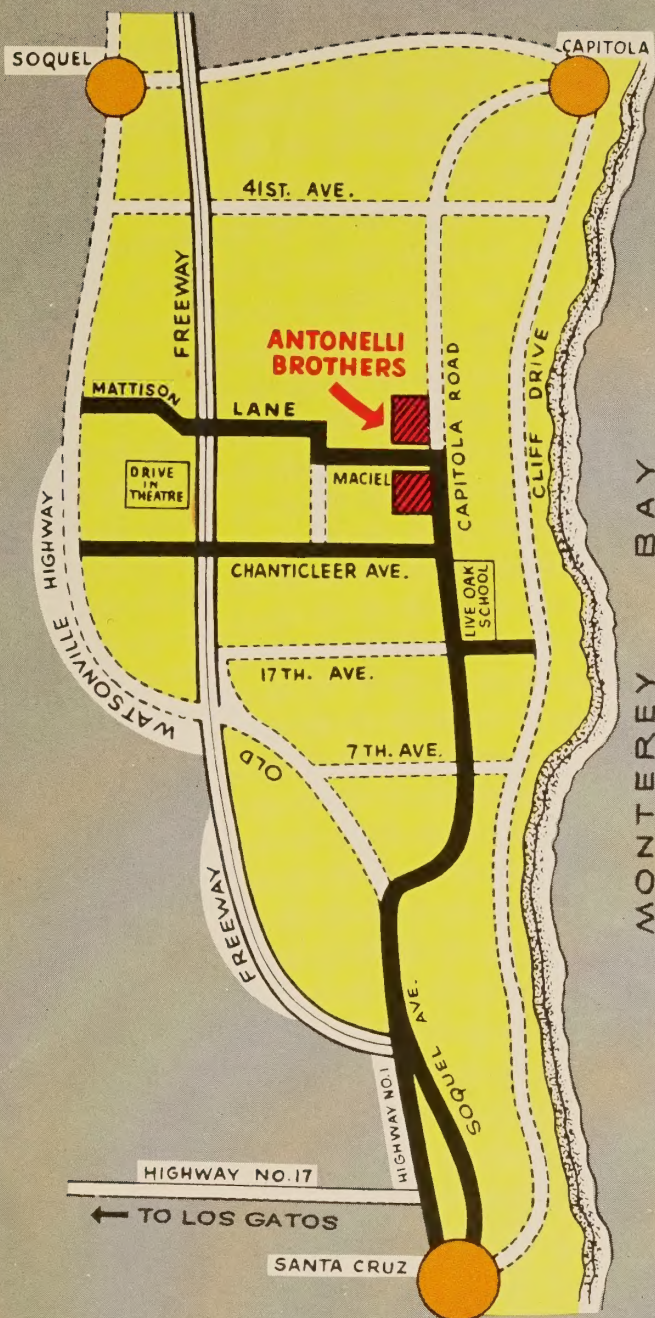 SOQUEL
CAPITOLA
41ST. AVE.
FREEWAY
ANTONELLI
BROTHERS
MATTISON
LANE
CAPITOLA ROAD
CLIFF DRIVE
DRIVE
IN
THEATRE
MACIEL
MONTEREY BAY
WATSONVILLE HIGHWAY
CHANTICLEER AVE.
LIVE OAK
SCHOOL
17TH. AVE.
OLD
7TH. AVE.
FREEWAY
SOQUEL AVE.
HIGHWAY NO.1
HIGHWAY NO.17
← TO LOS GATOS
SANTA CRUZ